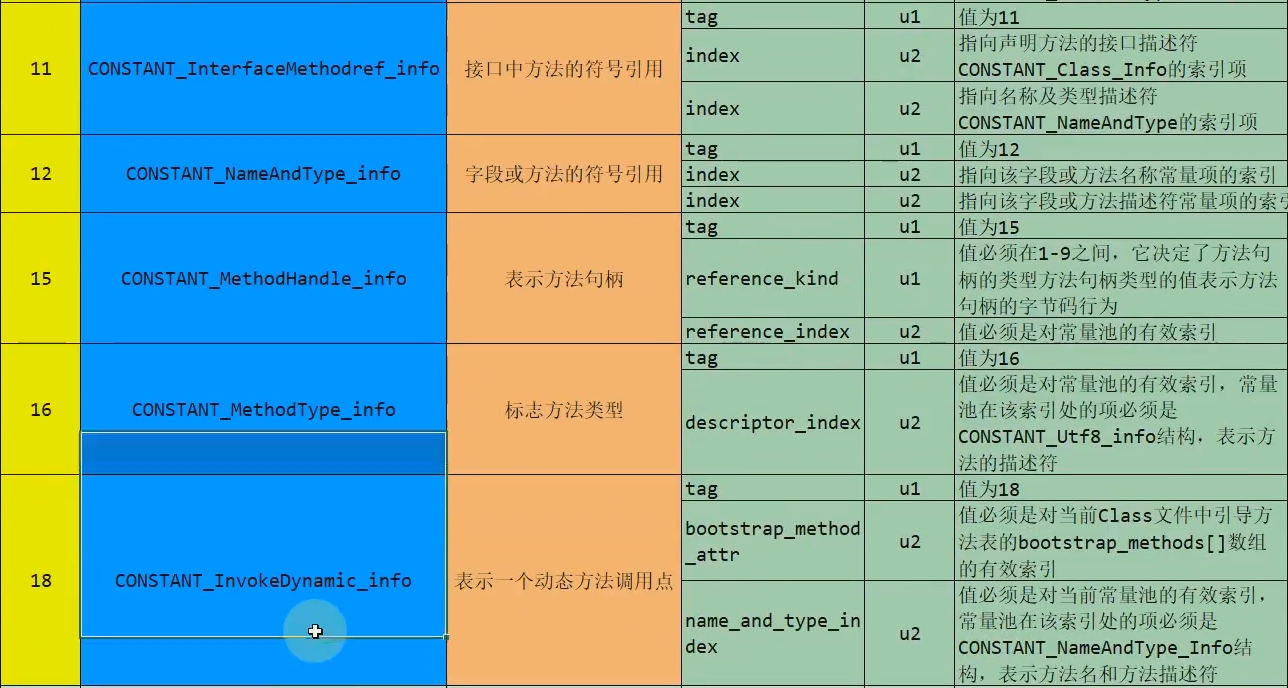 tag u1 值为11
11 CONSTANT_InterfaceMethodref_info 接口中方法的符号引用
index u2 指向声明方法的接口描述符
CONSTANT_Class_Info的索引项
index u2 指向名称及类型描述符
CONSTANT_NameAndType的索引项
tag u1 值为12
12 CONSTANT_NameAndType_info 字段或方法的符号引用
index u2 指向该字段或方法名称常量项的索引
index u2 指向该字段或方法描述符常量项的索
tag u1 值为15
15 CONSTANT_MethodHandle_info 表示方法句柄
reference_kind u1 值必须在1-9之间，它决定了方法句
柄的类型方法句柄类型的值表示方法
句柄的字节码行为
reference_index u2 值必须是对常量池的有效索引
tag u1 值为16
16 CONSTANT_MethodType_info 标志方法类型
descriptor_index u2 值必须是对常量池的有效索引，常量
池在该索引处的项必须是
CONSTANT_Utf8_info结构，表示方
法的描述符
tag u1 值为18
18 CONSTANT_InvokeDynamic_info 表示一个动态方法调用点
bootstrap_method
_attr u2 值必须是对当前Class文件中引导方
法表的bootstrap_methods[]数组
的有效索引
name_and_type_in
dex u2 值必须是对当前常量池的有效索引，
常量池在该索引处的项必须是
CONSTANT_NameAndType_Info结
构，表示方法名和方法描述符